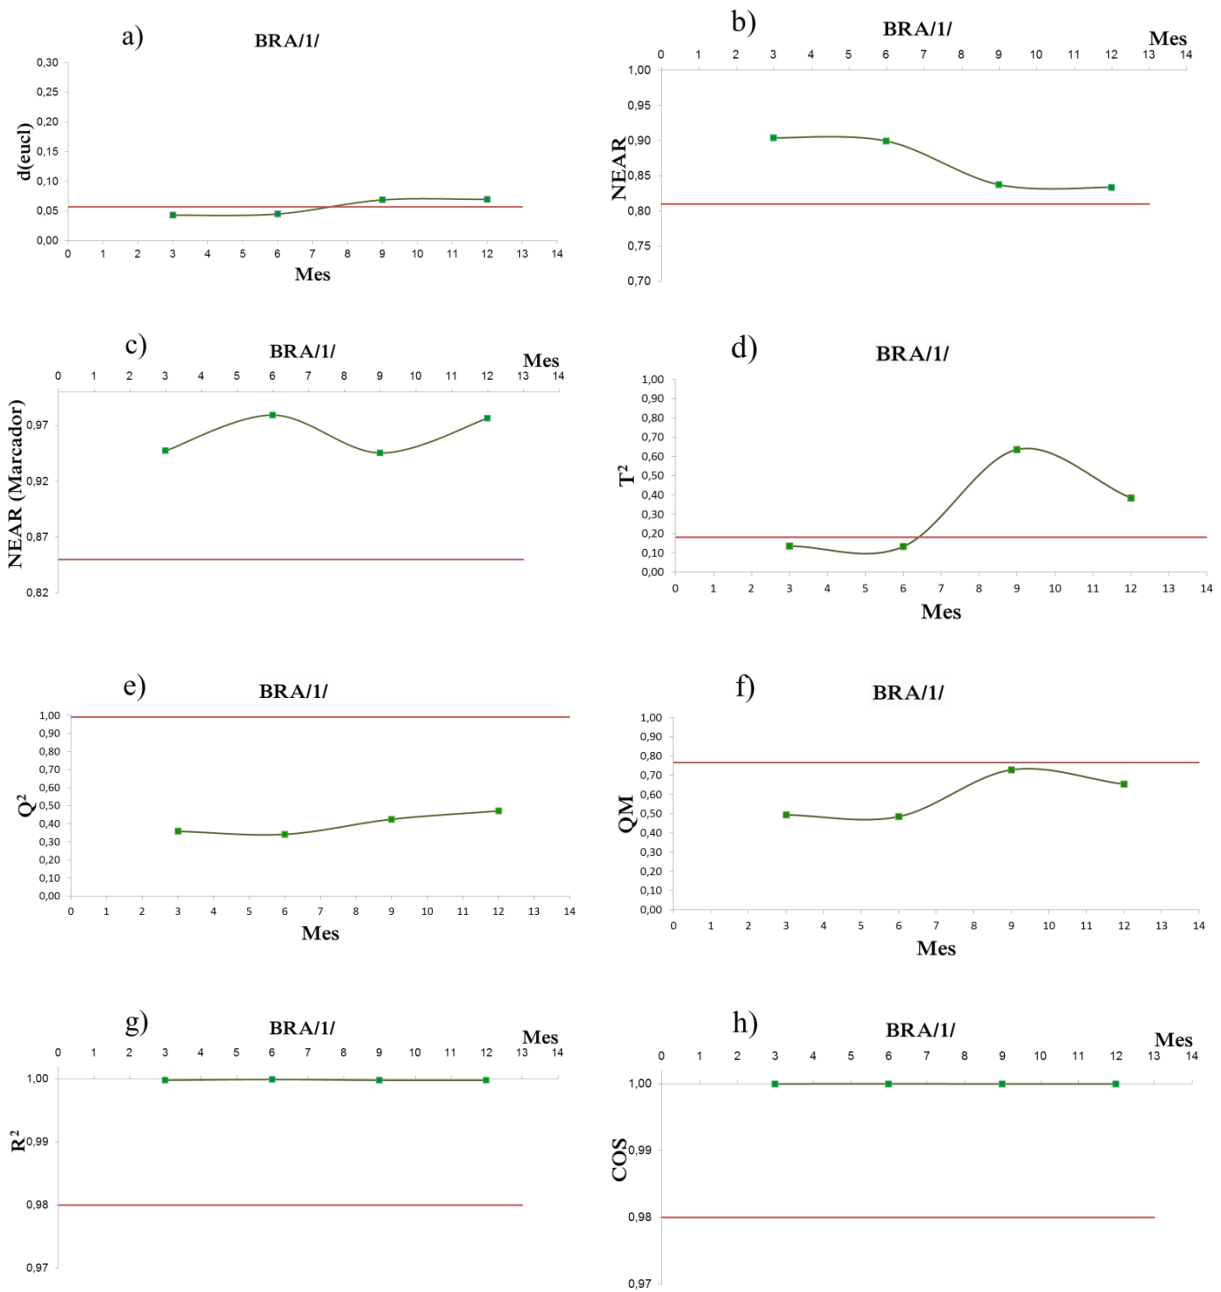 a)
BRA/1/
0,30
0,25
0,20
0,15
0,10
0,05
0,00
d(eucl)
0 1 2 3 4 5 6 7 8 9 10 11 12 13 14
Mes
b)
BRA/1/
Mes
0 1 2 3 4 5 6 7 8 9 10 11 12 13 14
1,00
0,95
0,90
0,85
0,80
0,75
0,70
NEAR
c)
BRA/1/
Mes
0 1 2 3 4 5 6 7 8 9 10 11 12 13 14
0,97
0,92
0,87
0,82
NEAR (Marcador)
d)
BRA/1/
1,00
0,90
0,80
0,70
0,60
0,50
0,40
0,30
0,20
0,10
0,00
T²
0 1 2 3 4 5 6 7 8 9 10 11 12 13 14
Mes
e)
BRA/1/
1,00
0,90
0,80
0,70
0,60
0,50
0,40
0,30
0,20
0,10
0,00
Q²
0 1 2 3 4 5 6 7 8 9 10 11 12 13 14
Mes
f)
BRA/1/
1,00
0,90
0,80
0,70
0,60
0,50
0,40
0,30
0,20
0,10
0,00
QM
0 1 2 3 4 5 6 7 8 9 10 11 12 13 14
Mes
g)
BRA/1/
Mes
0 1 2 3 4 5 6 7 8 9 10 11 12 13 14
1,00
0,99
0,98
0,97
R²
h)
BRA/1/
Mes
0 1 2 3 4 5 6 7 8 9 10 11 12 13 14
1,00
0,99
0,98
0,97
COS